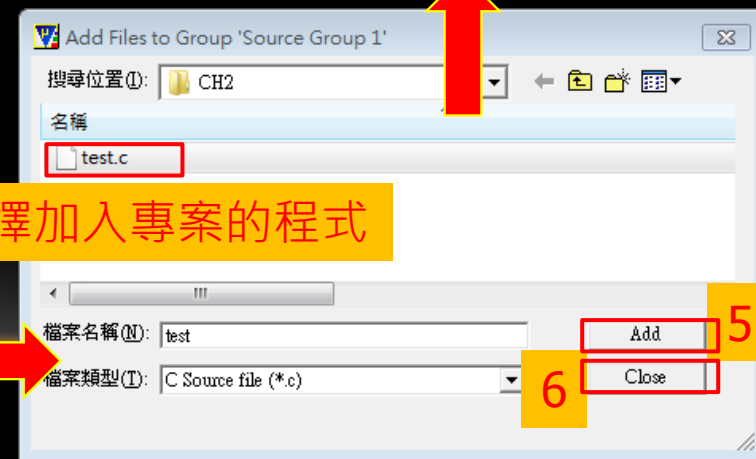 Add Files to Group 'Source Group 1'
搜尋位置(I): CH2
名稱
test.c
擇加入專案的程式
檔案名稱(N): test
Add
5
檔案類型(T): C Source file (*.c)
6
Close